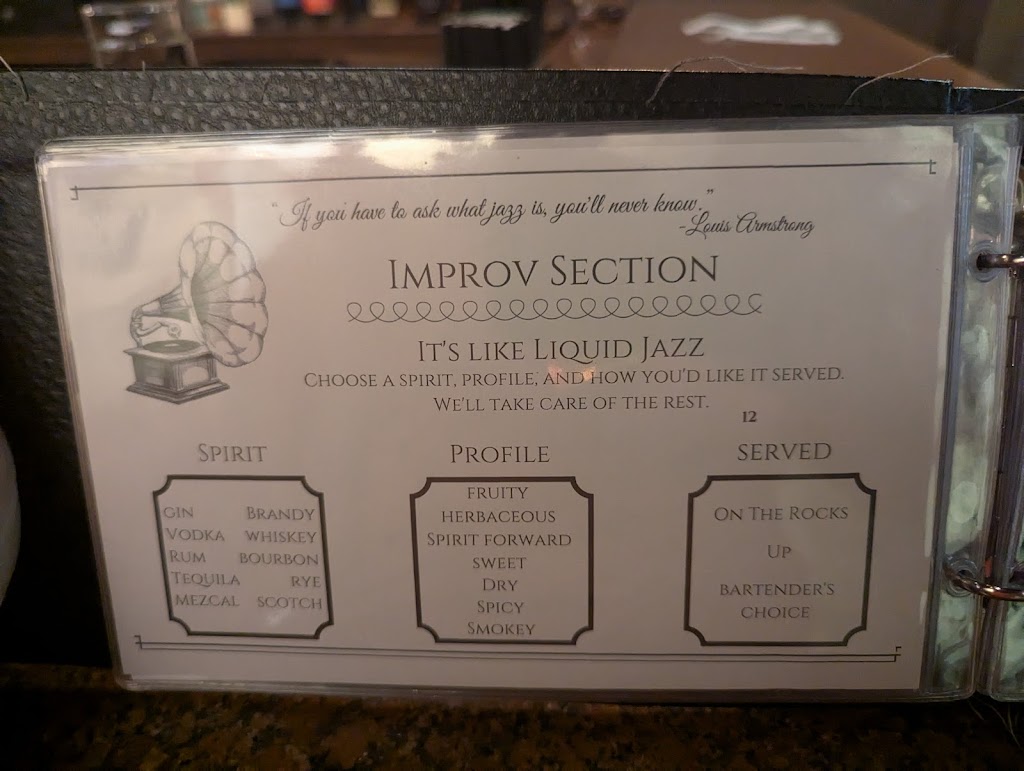 "If you have to ask what jazz is, you'll never know."
-Louis Armstrong
Improv Section
It's like Liquid Jazz
Choose a spirit, profile, and how you'd like it served.
We'll take care of the rest.
12
Spirit
Gin Brandy
Vodka Whiskey
Rum Bourbon
Tequila Rye
Mezcal Scotch
Profile
Fruity
Herbaceous
Spirit Forward
Sweet
Dry
Spicy
Smokey
Served
On The Rocks
Up
Bartender's
Choice